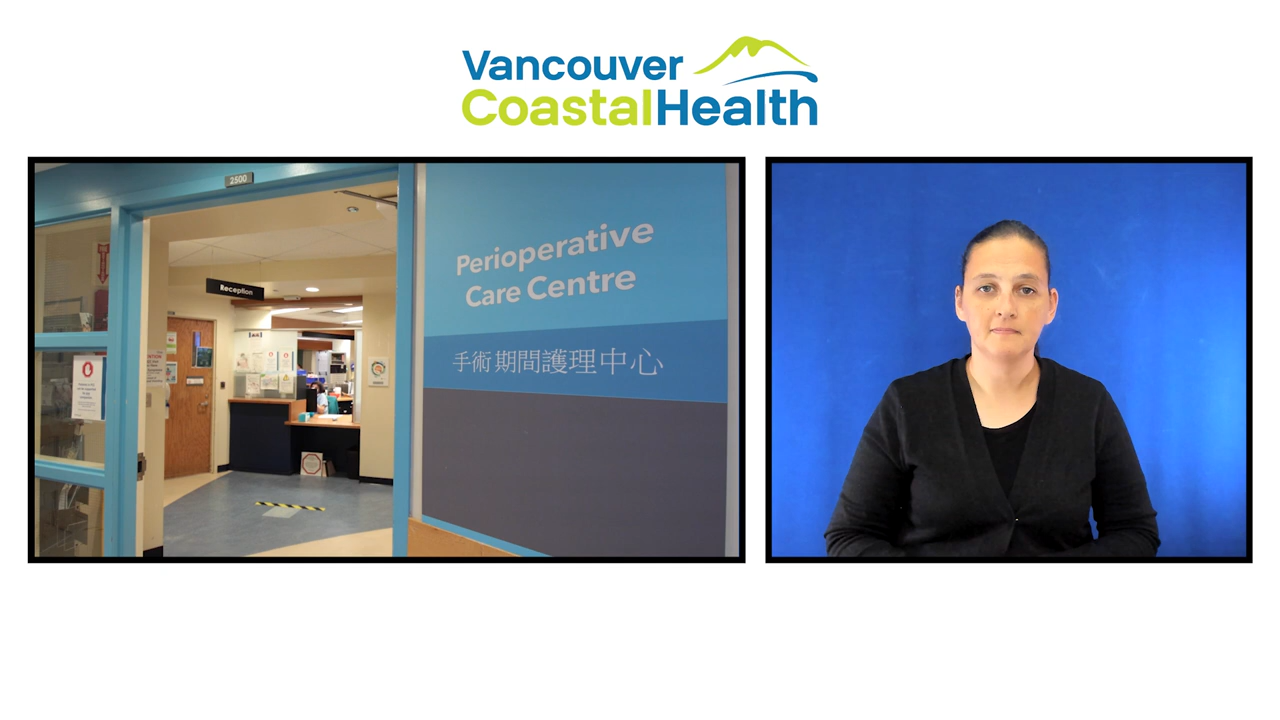 Vancouver
CoastalHealth
2500
Reception
Perioperative
Care Centre
手術期間護理中心